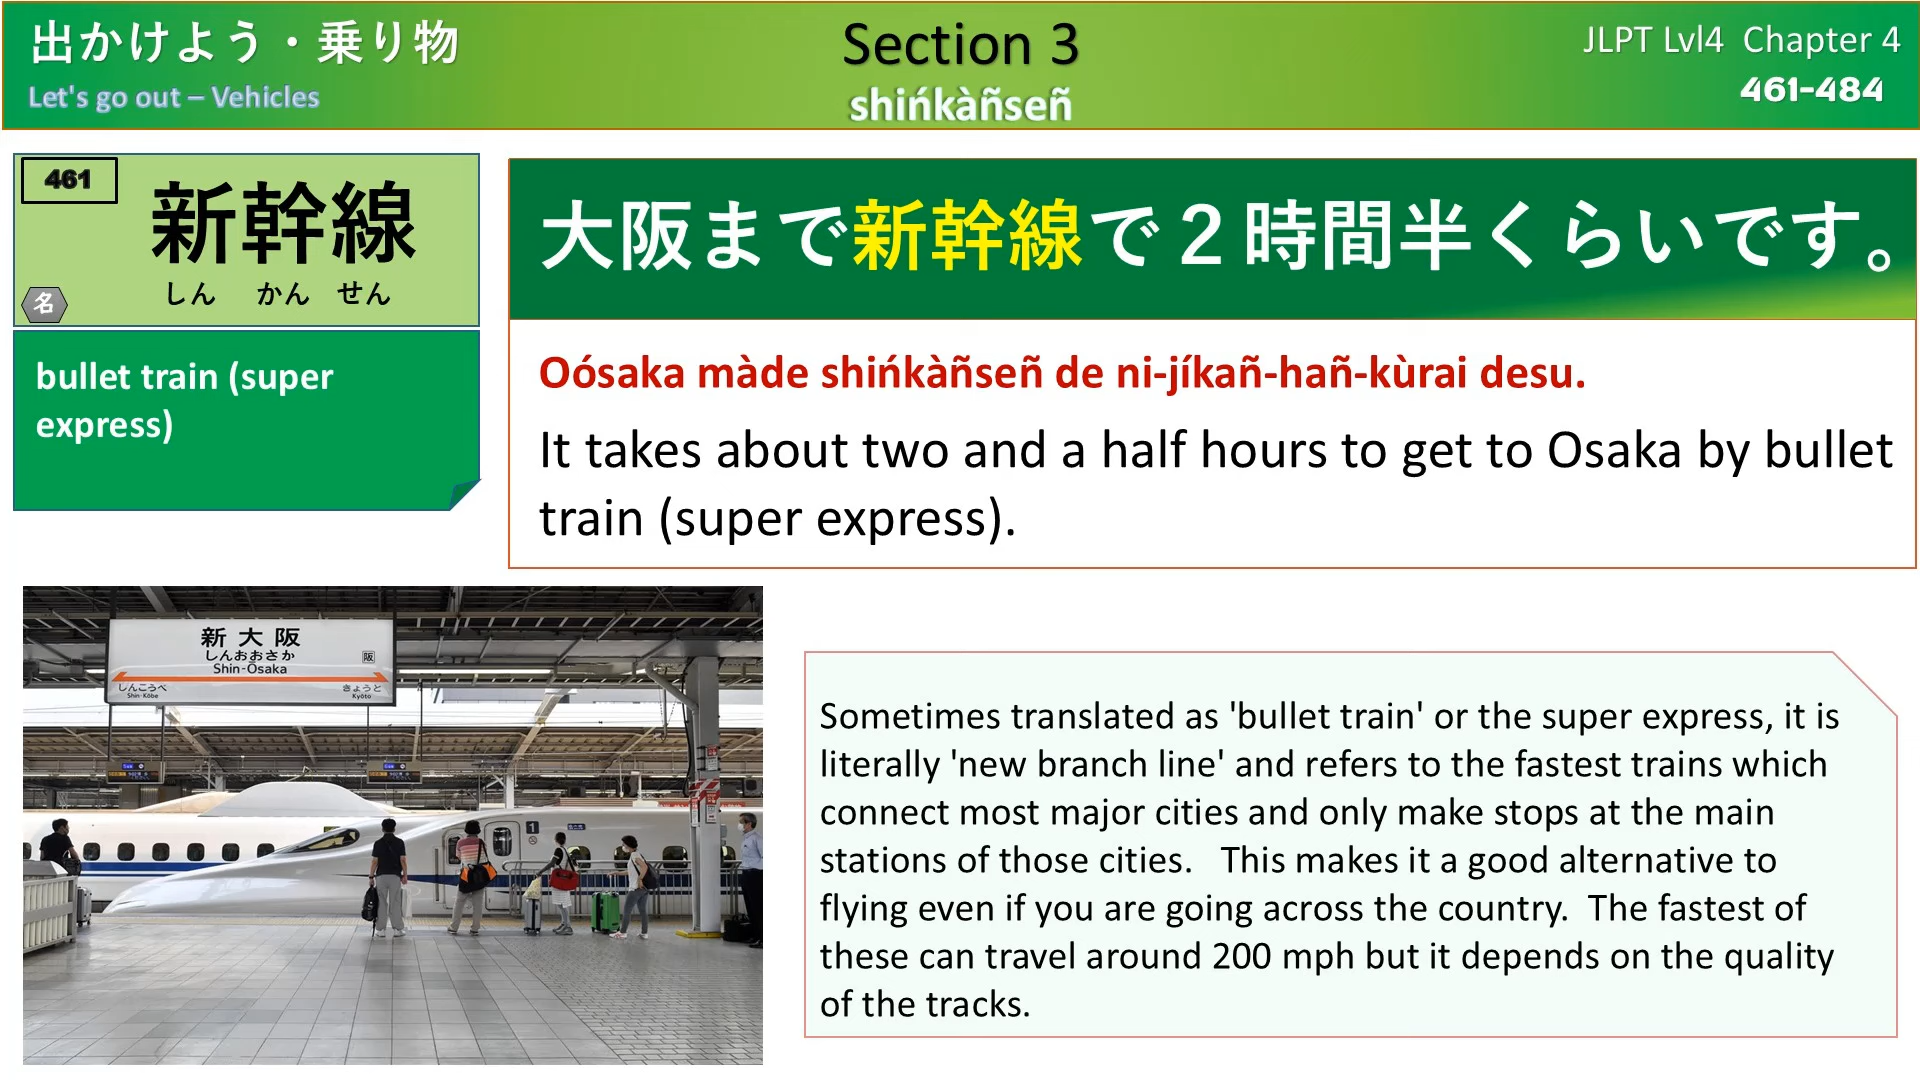 出かけよう・乗り物
Let's go out – Vehicles
Section 3
shińkàñseñ
JLPT Lvl4  Chapter 4
461-484
461
新幹線
しん かん せん
名
bullet train (super
express)
大阪まで新幹線で２時間半くらいです。
Oósaka màde shińkàñseñ de ni-jíkañ-hañ-kùrai desu.
It takes about two and a half hours to get to Osaka by bullet
train (super express).
新大阪
しんおおさか
阪
Shin-Ōsaka
しんこうべ
Shin-Kōbe
きょうと
Kyōto
1
Sometimes translated as 'bullet train' or the super express, it is
literally 'new branch line' and refers to the fastest trains which
connect most major cities and only make stops at the main
stations of those cities.   This makes it a good alternative to
flying even if you are going across the country.  The fastest of
these can travel around 200 mph but it depends on the quality
of the tracks.